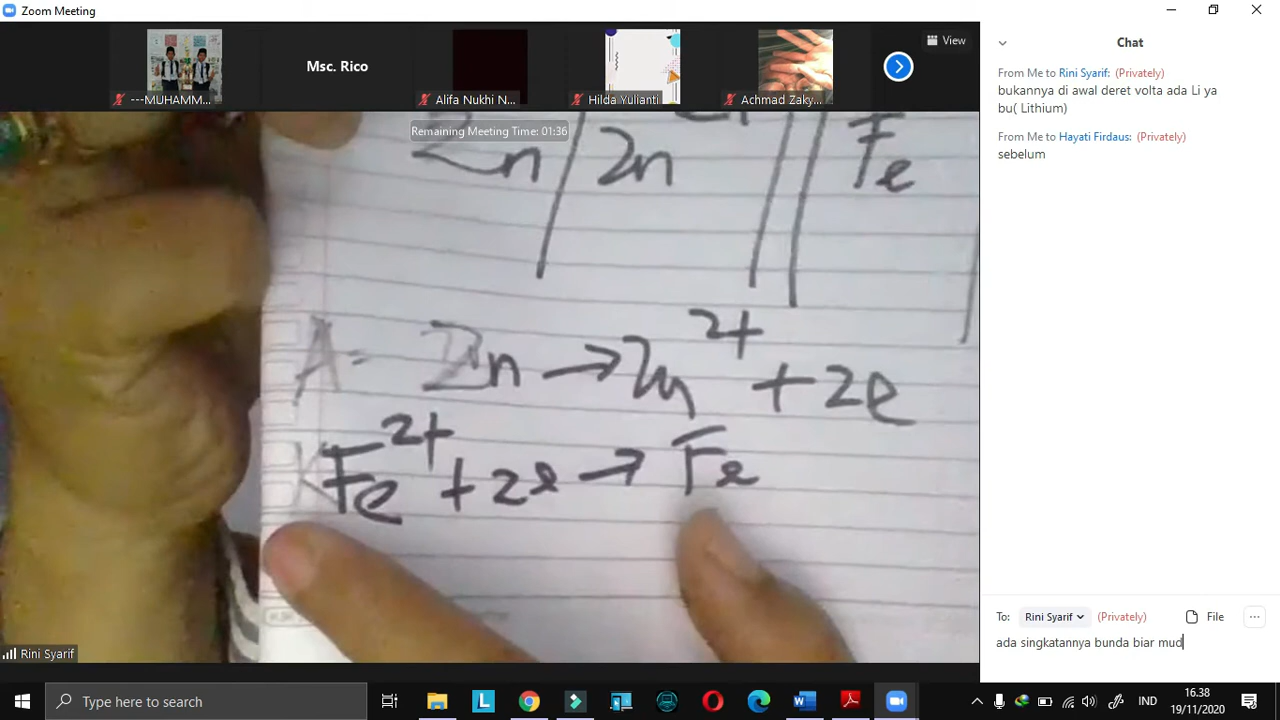 Zoom Meeting
Msc. Rico
---MUHAMM...
Alifa Nukhi N...
Hilda Yulianti
Achmad Zaky...
View
Remaining Meeting Time: 01:36
Zn / Zn || Fe
A = Zn → Zn²⁺ + 2e
Fe²⁺ + 2e → Fe
Rini Syarif
Chat
From Me to Rini Syarif: (Privately)
bukannya di awal deret volta ada Li ya
bu( Lithium)
From Me to Hayati Firdaus: (Privately)
sebelum
To: Rini Syarif (Privately) File ...
ada singkatannya bunda biar mud
Type here to search
IND
16.38
19/11/2020